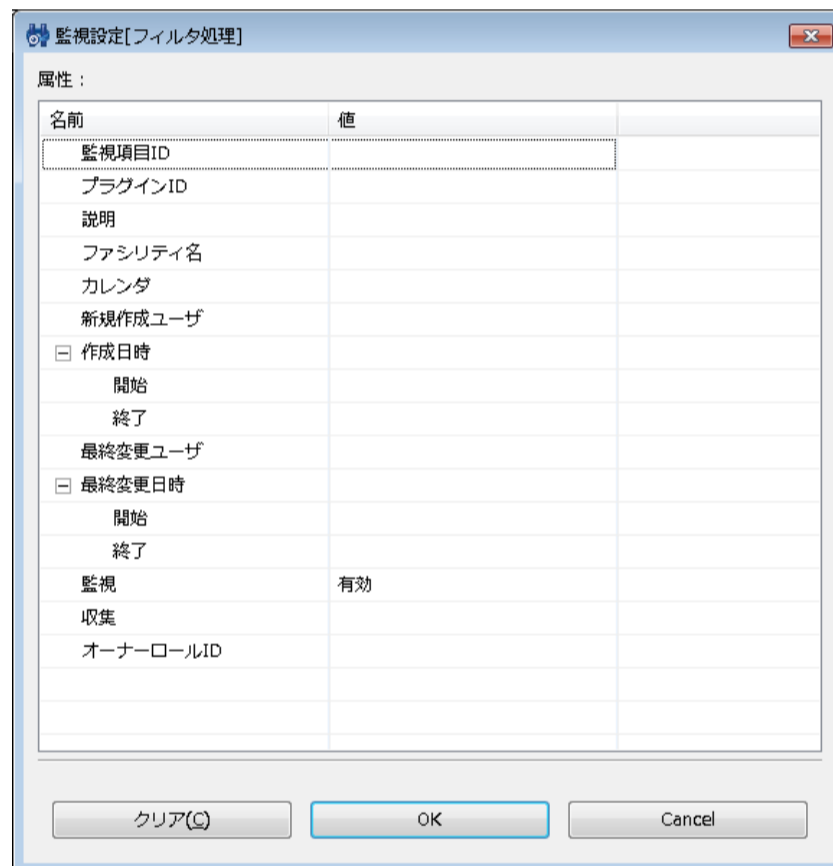 監視設定[フィルタ処理]
属性：
名前 値
監視項目ID
プラグインID
説明
ファシリティ名
カレンダ
新規作成ユーザ
作成日時
開始
終了
最終変更ユーザ
最終変更日時
開始
終了
監視 有効
収集
オーナーロールID
クリア(C) OK Cancel